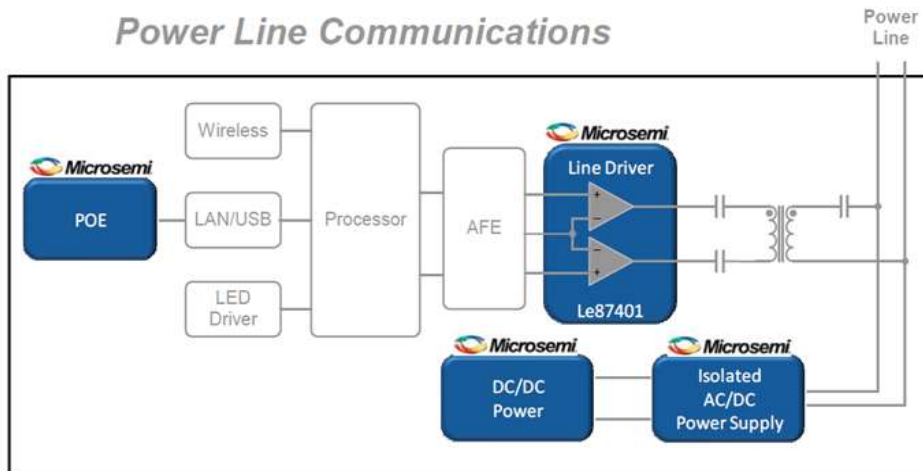 Power Line Communications
Power
Line
Wireless
Microsemi
POE
LAN/USB
LED
Driver
Processor
AFE
Microsemi
Line Driver
+
−
−
+
Le87401
Microsemi
DC/DC
Power
Microsemi
Isolated
AC/DC
Power Supply